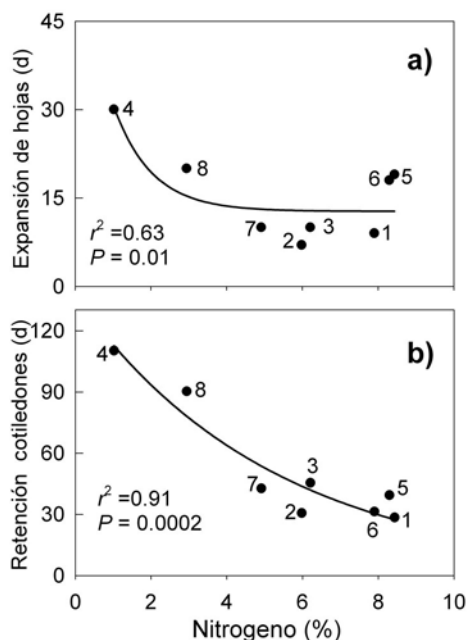 45
a)
30
4
8
6
5
15
7
3
2
1
r² =0.63
P = 0.01
0
Expansión de hojas (d)
120
b)
4
90
8
60
3
7
5
30
2
6
1
r² =0.91
P = 0.0002
0
Retención cotiledones (d)
0 2 4 6 8 10
Nitrogeno (%)